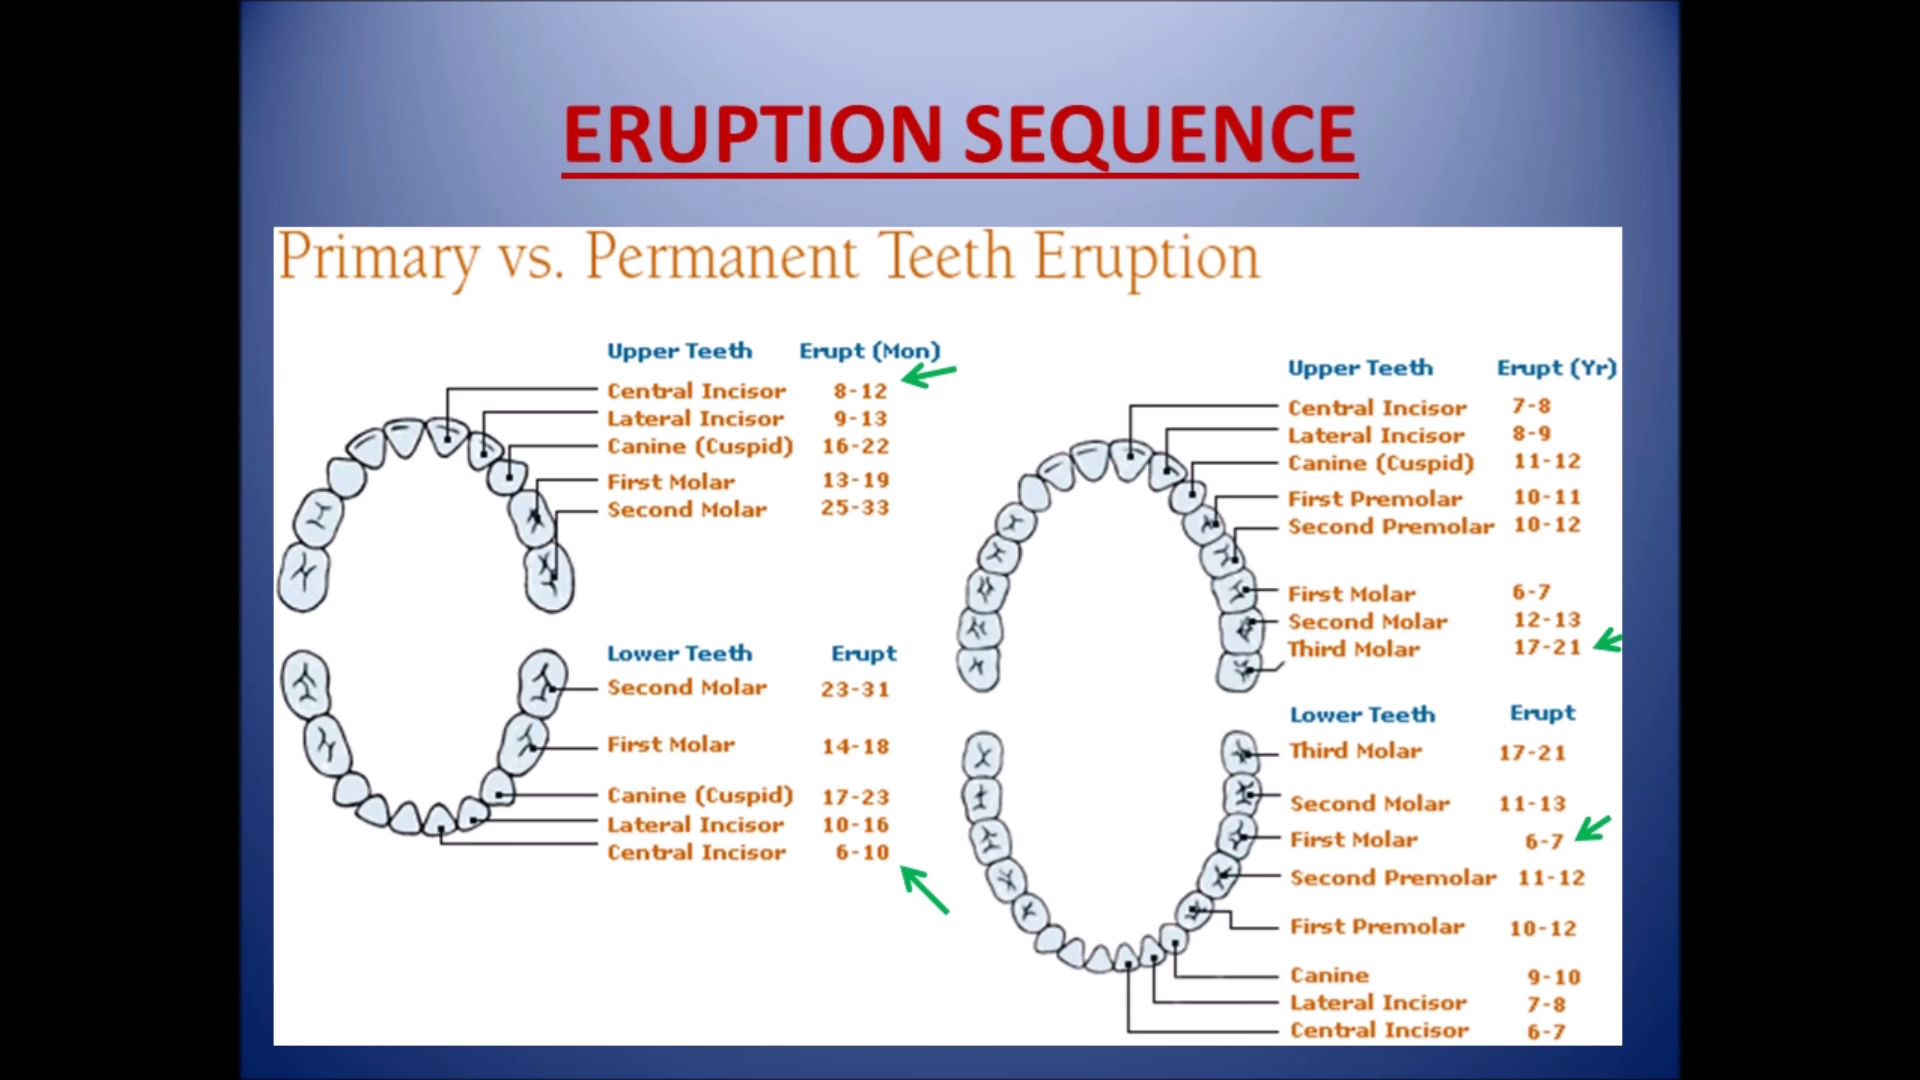 ERUPTION SEQUENCE
Primary vs. Permanent Teeth Eruption
Upper Teeth Erupt (Mon)
Central Incisor 8-12
Lateral Incisor 9-13
Canine (Cuspid) 16-22
First Molar 13-19
Second Molar 25-33
Lower Teeth Erupt
Second Molar 23-31
First Molar 14-18
Canine (Cuspid) 17-23
Lateral Incisor 10-16
Central Incisor 6-10
Upper Teeth Erupt (Yr)
Central Incisor 7-8
Lateral Incisor 8-9
Canine (Cuspid) 11-12
First Premolar 10-11
Second Premolar 10-12
First Molar 6-7
Second Molar 12-13
Third Molar 17-21
Lower Teeth Erupt
Third Molar 17-21
Second Molar 11-13
First Molar 6-7
Second Premolar 11-12
First Premolar 10-12
Canine 9-10
Lateral Incisor 7-8
Central Incisor 6-7